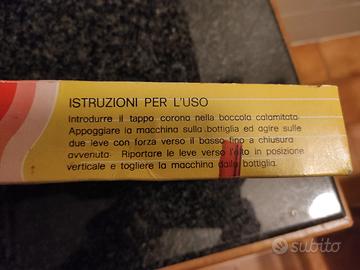 ISTRUZIONI PER L'USO
Introdurre il tappo corona nella boccola calamitata.
Appoggiare la macchina sulla bottiglia ed agire sulle
due leve con forza verso il basso fino a chiusura
avvenuta. Riportare le leve verso l'alto in posizione
verticale e togliere la macchina dalla bottiglia.
subito